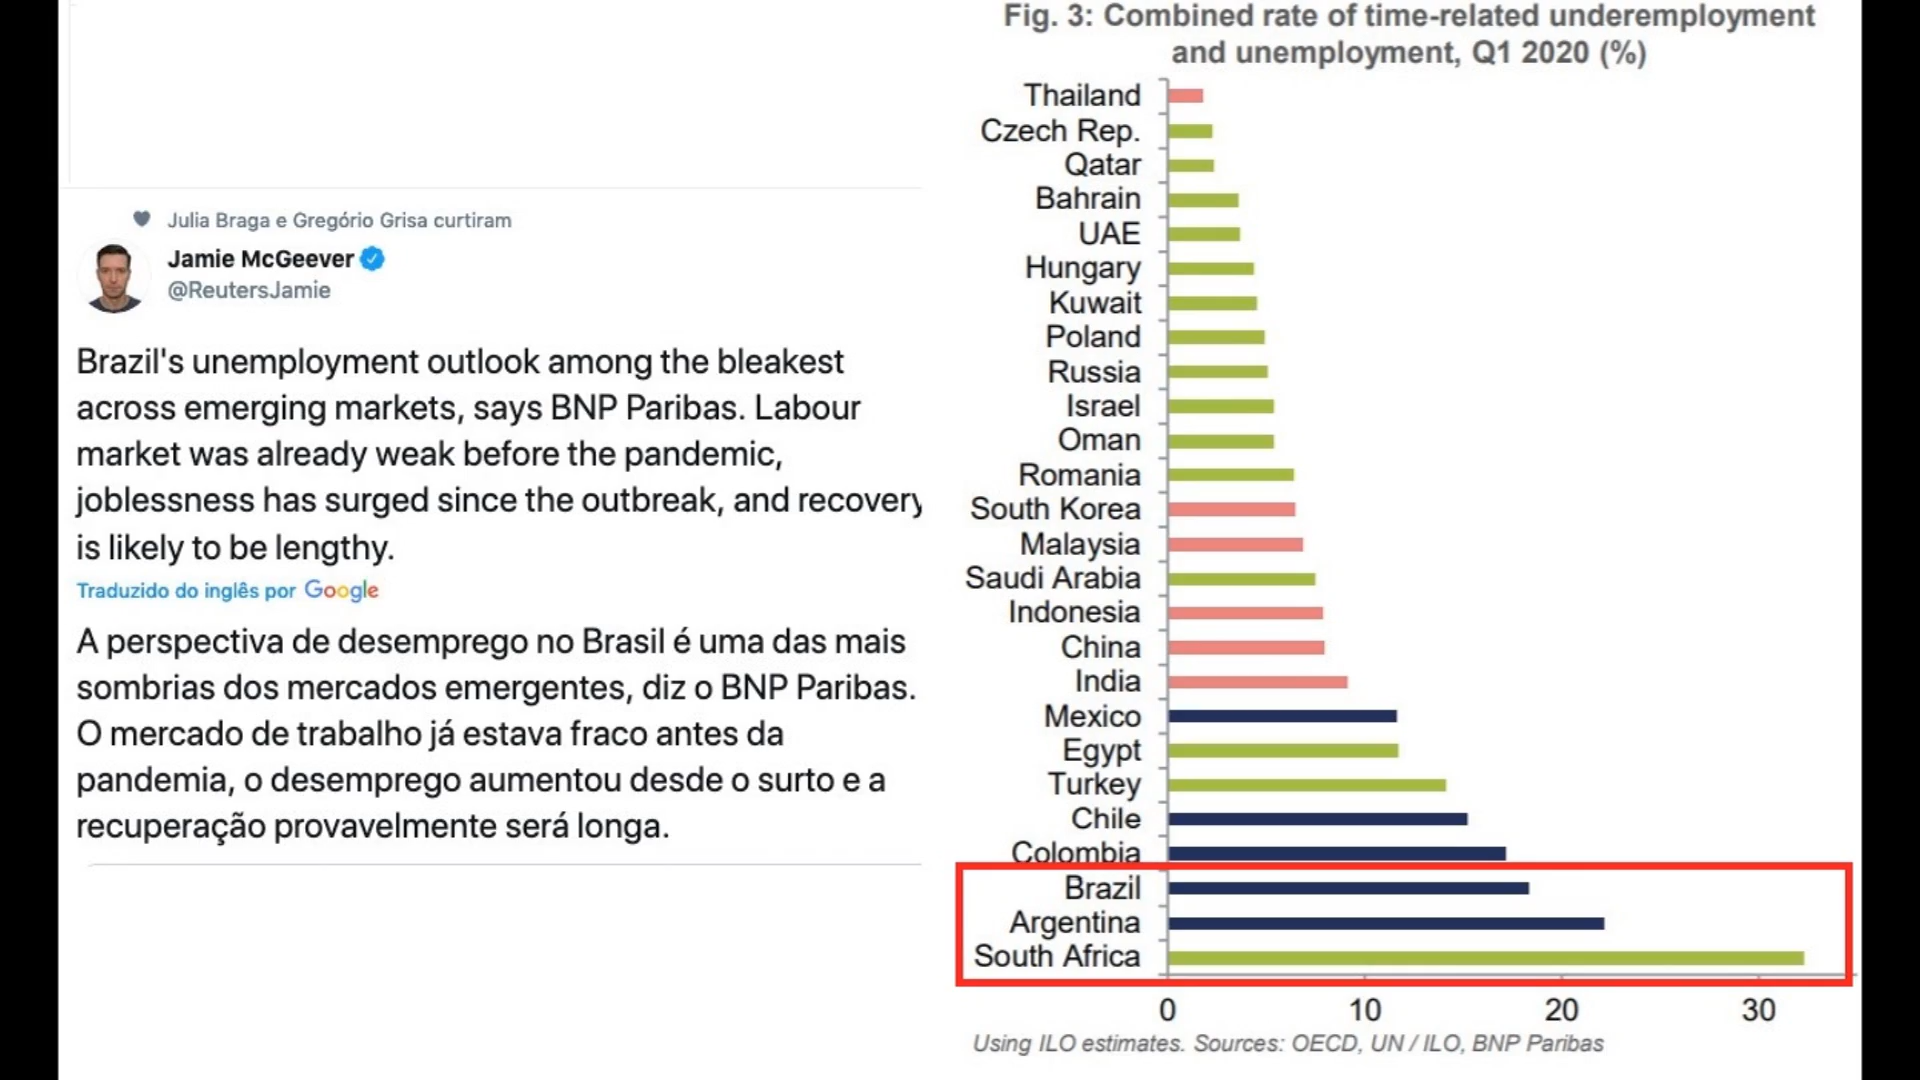 Julia Braga e Gregório Grisa curtiram
Jamie McGeever
@ReutersJamie
Brazil's unemployment outlook among the bleakest
across emerging markets, says BNP Paribas. Labour
market was already weak before the pandemic,
joblessness has surged since the outbreak, and recovery
is likely to be lengthy.
Traduzido do inglês por Google
A perspectiva de desemprego no Brasil é uma das mais
sombrias dos mercados emergentes, diz o BNP Paribas.
O mercado de trabalho já estava fraco antes da
pandemia, o desemprego aumentou desde o surto e a
recuperação provavelmente será longa.
Fig. 3: Combined rate of time-related underemployment
and unemployment, Q1 2020 (%)
Thailand
Czech Rep.
Qatar
Bahrain
UAE
Hungary
Kuwait
Poland
Russia
Israel
Oman
Romania
South Korea
Malaysia
Saudi Arabia
Indonesia
China
India
Mexico
Egypt
Turkey
Chile
Colombia
Brazil
Argentina
South Africa
0 10 20 30
Using ILO estimates. Sources: OECD, UN / ILO, BNP Paribas